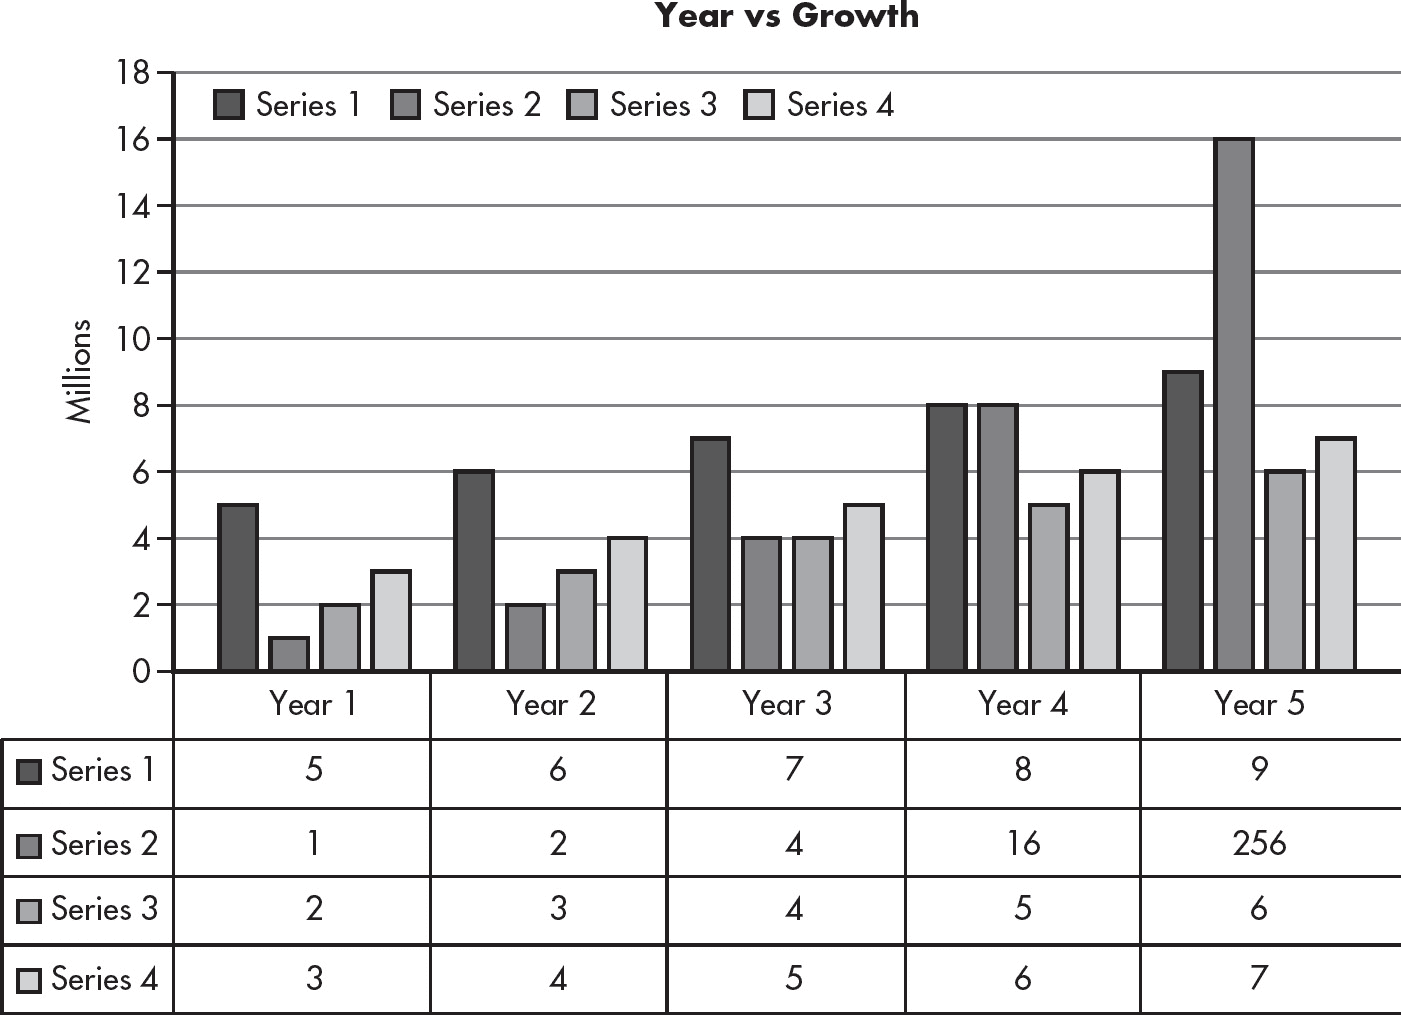 Year vs Growth
18
Series 1 Series 2 Series 3 Series 4
16
14
12
10
8
6
4
2
0
Millions
Year 1 Year 2 Year 3 Year 4 Year 5
Series 1 5 6 7 8 9
Series 2 1 2 4 16 256
Series 3 2 3 4 5 6
Series 4 3 4 5 6 7